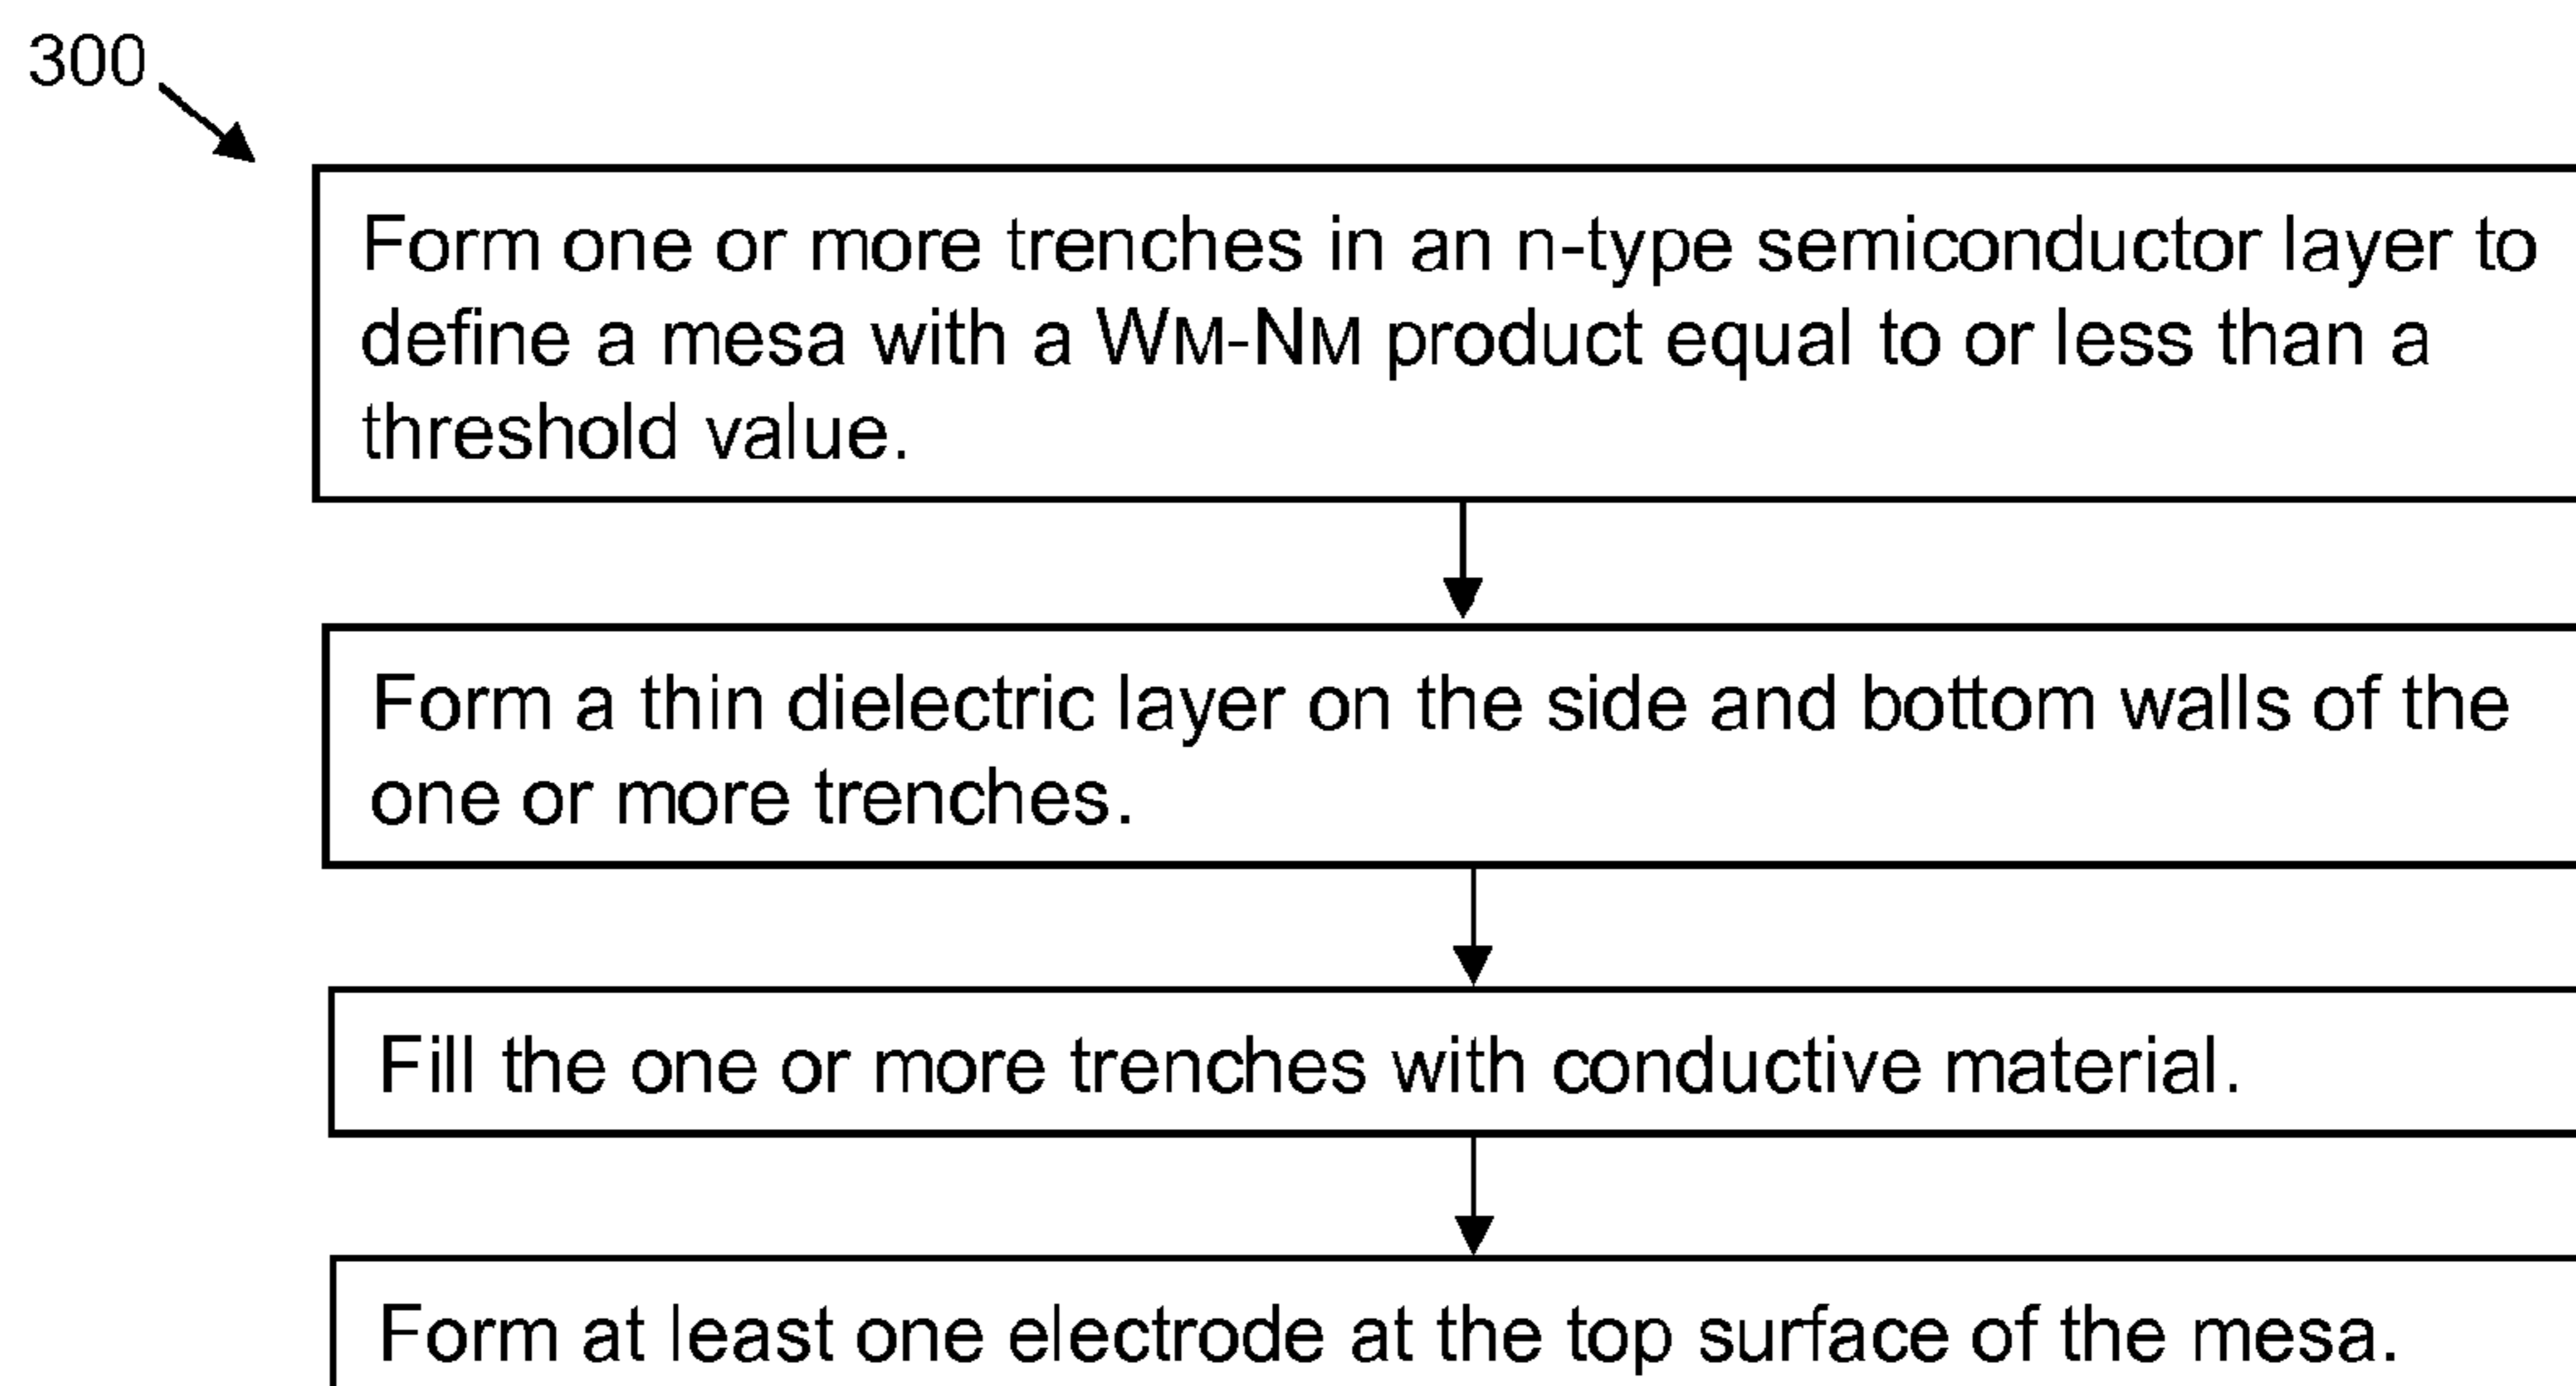 300
Form one or more trenches in an n-type semiconductor layer to
define a mesa with a WM-NM product equal to or less than a
threshold value.
Form a thin dielectric layer on the side and bottom walls of the
one or more trenches.
Fill the one or more trenches with conductive material.
Form at least one electrode at the top surface of the mesa.